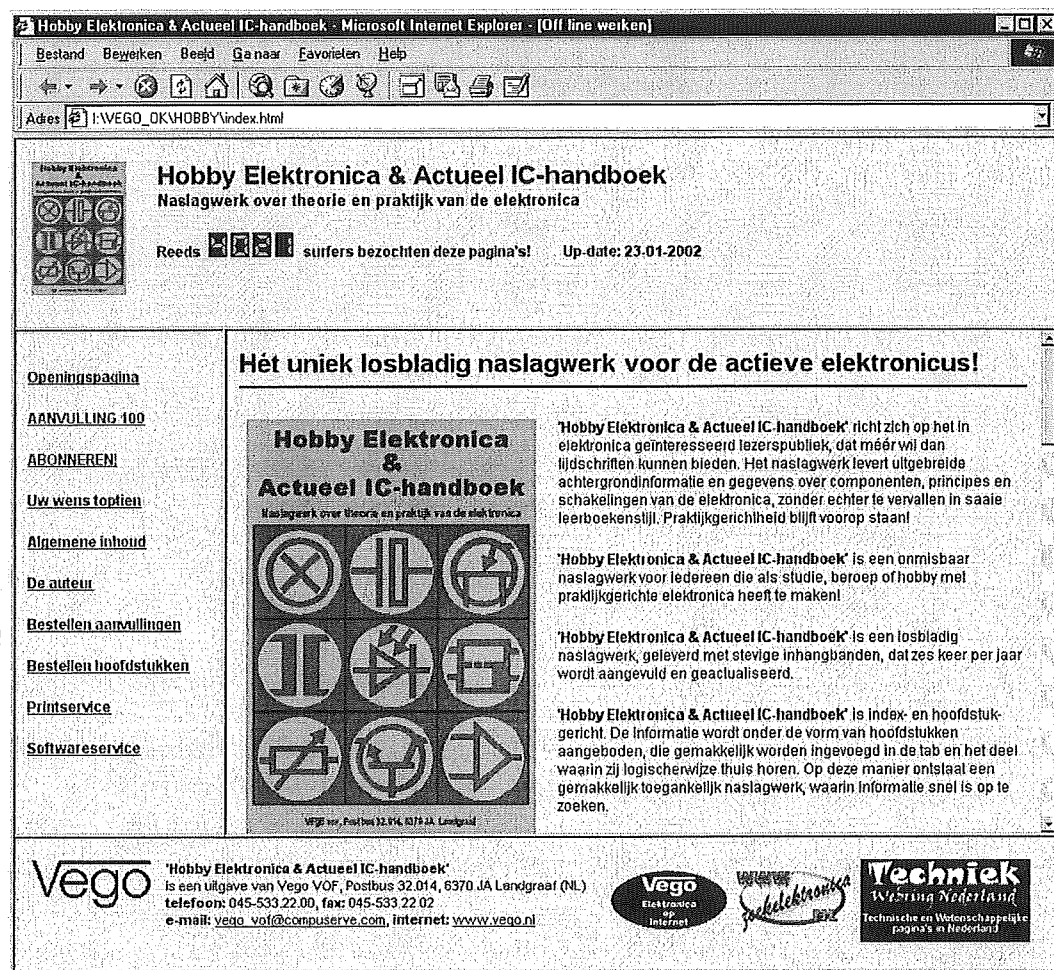 Hobby Elektronica & Actueel IC-handboek - Microsoft Internet Explorer - [Off line werken]
Bestand Bewerken Beeld Ga naar Favorieten Help
Adres I:\VEGO_OK\HOBBY\index.html
Hobby Elektronica
&
Actueel IC-handboek
Hobby Elektronica & Actueel IC-handboek
Naslagwerk over theorie en praktijk van de elektronica
Reeds surfers bezochten deze pagina's! Up-date: 23-01-2002
Openingspagina
AANVULLING 100
ABONNEREN!
Uw wens toptien
Algemene inhoud
De auteur
Bestellen aanvullingen
Bestellen hoofdstukken
Printservice
Softwareservice
Hét uniek losbladig naslagwerk voor de actieve elektronicus!
Hobby Elektronica
&
Actueel IC-handboek
Naslagwerk over theorie en praktijk van de elektronica
VEGO vof, Postbus 32.014, 6370 JA Landgraaf
'Hobby Elektronica & Actueel IC-handboek' richt zich op het in
elektronica geïnteresseerd lezerspubliek, dat méér wil dan
tijdschriften kunnen bieden. Het naslagwerk levert uitgebreide
achtergrondinformatie en gegevens over componenten, principes en
schakelingen van de elektronica, zonder echter te vervallen in saaie
leerboekenstijl. Praktijkgerichtheid blijft voorop staan!
'Hobby Elektronica & Actueel IC-handboek' is een onmisbaar
naslagwerk voor iedereen die als studie, beroep of hobby met
praktijkgerichte elektronica heeft te maken!
'Hobby Elektronica & Actueel IC-handboek' is een losbladig
naslagwerk, geleverd met stevige inhangbanden, dat zes keer per jaar
wordt aangevuld en geactualiseerd.
'Hobby Elektronica & Actueel IC-handboek' is index- en hoofdstuk-
gericht. De informatie wordt onder de vorm van hoofdstukken
aangeboden, die gemakkelijk worden ingevoegd in de tab en het deel
waarin zij logischerwijze thuis horen. Op deze manier ontstaat een
gemakkelijk toegankelijk naslagwerk, waarin informatie snel is op te
zoeken.
Vego
'Hobby Elektronica & Actueel IC-handboek'
is een uitgave van Vego VOF, Postbus 32.014, 6370 JA Landgraaf (NL)
telefoon: 045-533.22.00, fax: 045-533.22 02
e-mail: vego_vof@compuserve.com, internet: www.vego.nl
Vego
Elektronica
op
Internet
www
zoekelektronica
Techniek
Webring Nederland
Technische en Wetenschappelijke
pagina's in Nederland